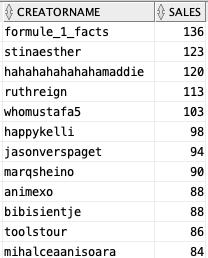 CREATORNAME SALES
formule_1_facts 136
stinaesther 123
hahahahahahahamaddie 120
ruthreign 113
whomustafa5 103
happykelli 98
jasonverspaget 94
marqsheino 90
animexo 88
bibisientje 88
toolstour 86
mihalceaanisoara 84